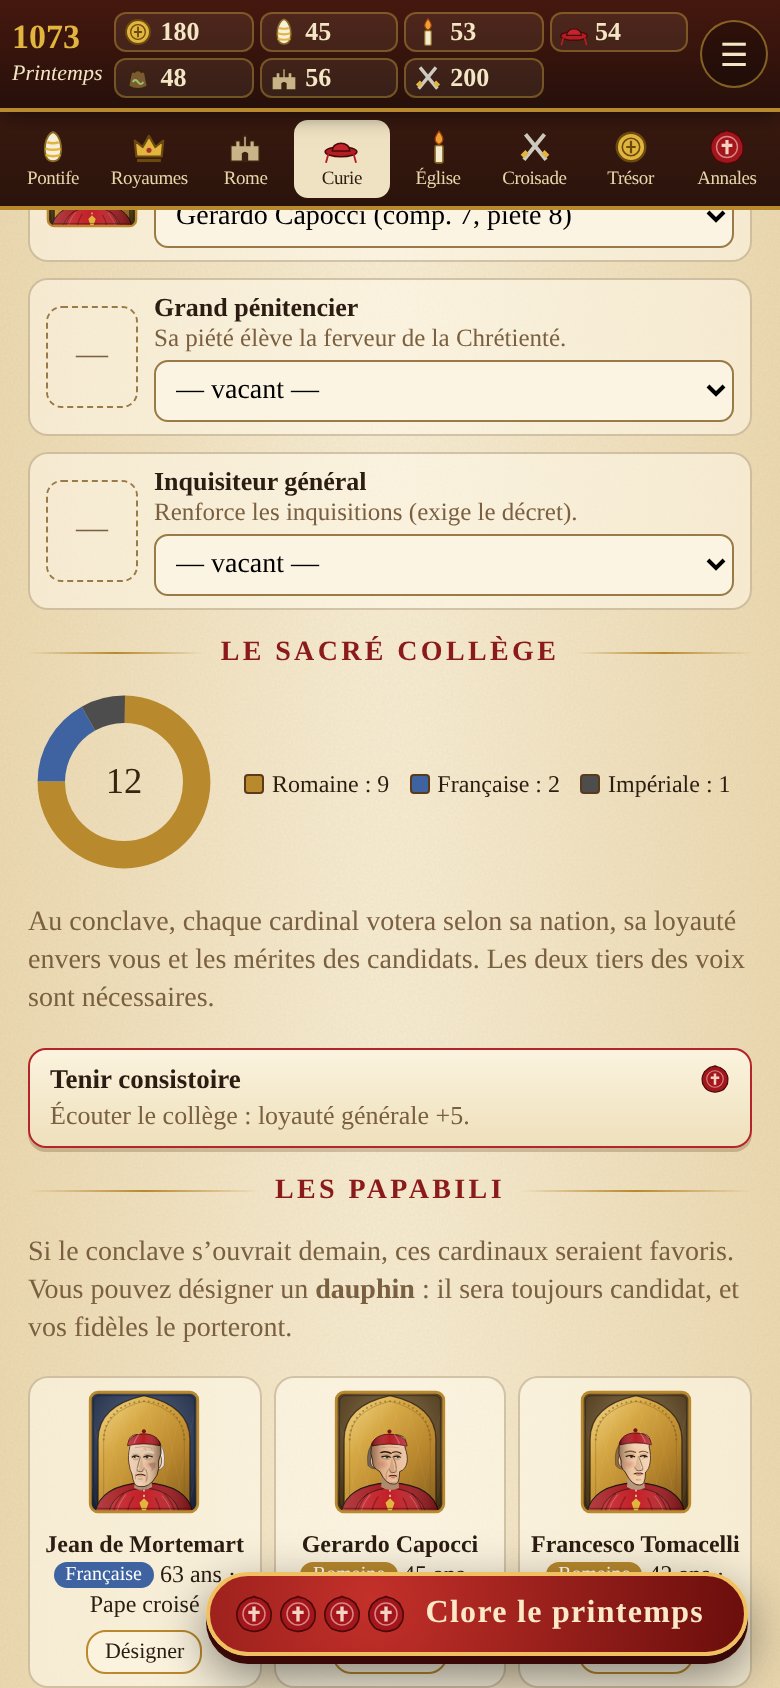 1073
Printemps
180
45
53
54
48
56
200
☰
Pontife
Royaumes
Rome
Curie
Église
Croisade
Trésor
Annales
Gerardo Capocci (comp. 7, piété 8)
Grand pénitencier
Sa piété élève la ferveur de la Chrétienté.
—
— vacant —
Inquisiteur général
Renforce les inquisitions (exige le décret).
—
— vacant —
LE SACRÉ COLLÈGE
12
Romaine : 9
Française : 2
Impériale : 1
Au conclave, chaque cardinal votera selon sa nation, sa loyauté
envers vous et les mérites des candidats. Les deux tiers des voix
sont nécessaires.
Tenir consistoire
Écouter le collège : loyauté générale +5.
LES PAPABILI
Si le conclave s’ouvrait demain, ces cardinaux seraient favoris.
Vous pouvez désigner un dauphin : il sera toujours candidat, et
vos fidèles le porteront.
Jean de Mortemart
Française 63 ans ·
Pape croisé
Désigner
Gerardo Capocci
Romaine 45 ans
Francesco Tomacelli
Romaine 42 ans ·
Clore le printemps